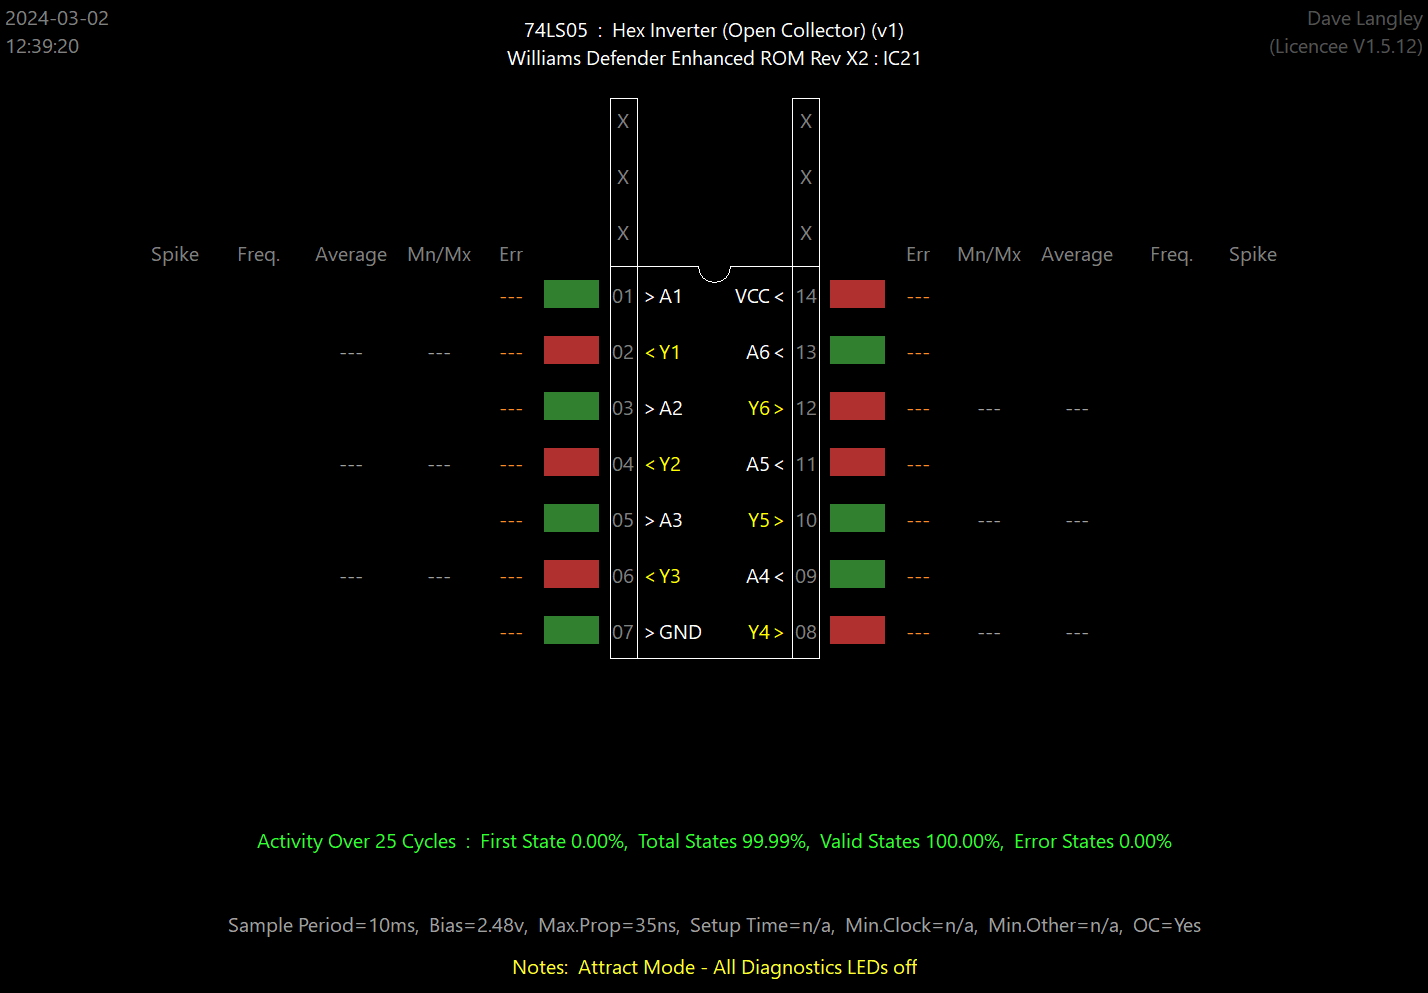 2024-03-02
12:39:20
74LS05 : Hex Inverter (Open Collector) (v1)
Williams Defender Enhanced ROM Rev X2 : IC21
Dave Langley
(Licencee V1.5.12)
X X
X X
X X
Spike Freq. Average Mn/Mx Err Err Mn/Mx Average Freq. Spike
--- 01 > A1 VCC < 14 ---
--- --- --- 02 < Y1 A6 < 13 ---
--- 03 > A2 Y6 > 12 --- --- ---
--- --- --- 04 < Y2 A5 < 11 ---
--- 05 > A3 Y5 > 10 --- --- ---
--- --- --- 06 < Y3 A4 < 09 ---
--- 07 > GND Y4 > 08 --- --- ---
Activity Over 25 Cycles : First State 0.00%, Total States 99.99%, Valid States 100.00%, Error States 0.00%
Sample Period=10ms, Bias=2.48v, Max.Prop=35ns, Setup Time=n/a, Min.Clock=n/a, Min.Other=n/a, OC=Yes
Notes: Attract Mode - All Diagnostics LEDs off